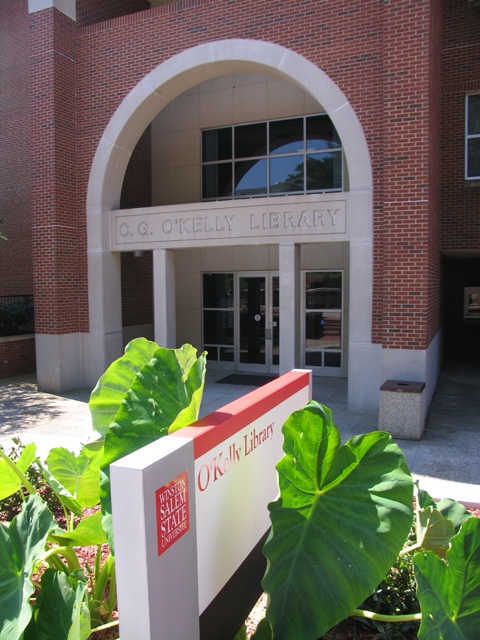 C. G. O'KELLY LIBRARY
O'Kelly Library
WINSTON
SALEM
STATE
UNIVERSITY